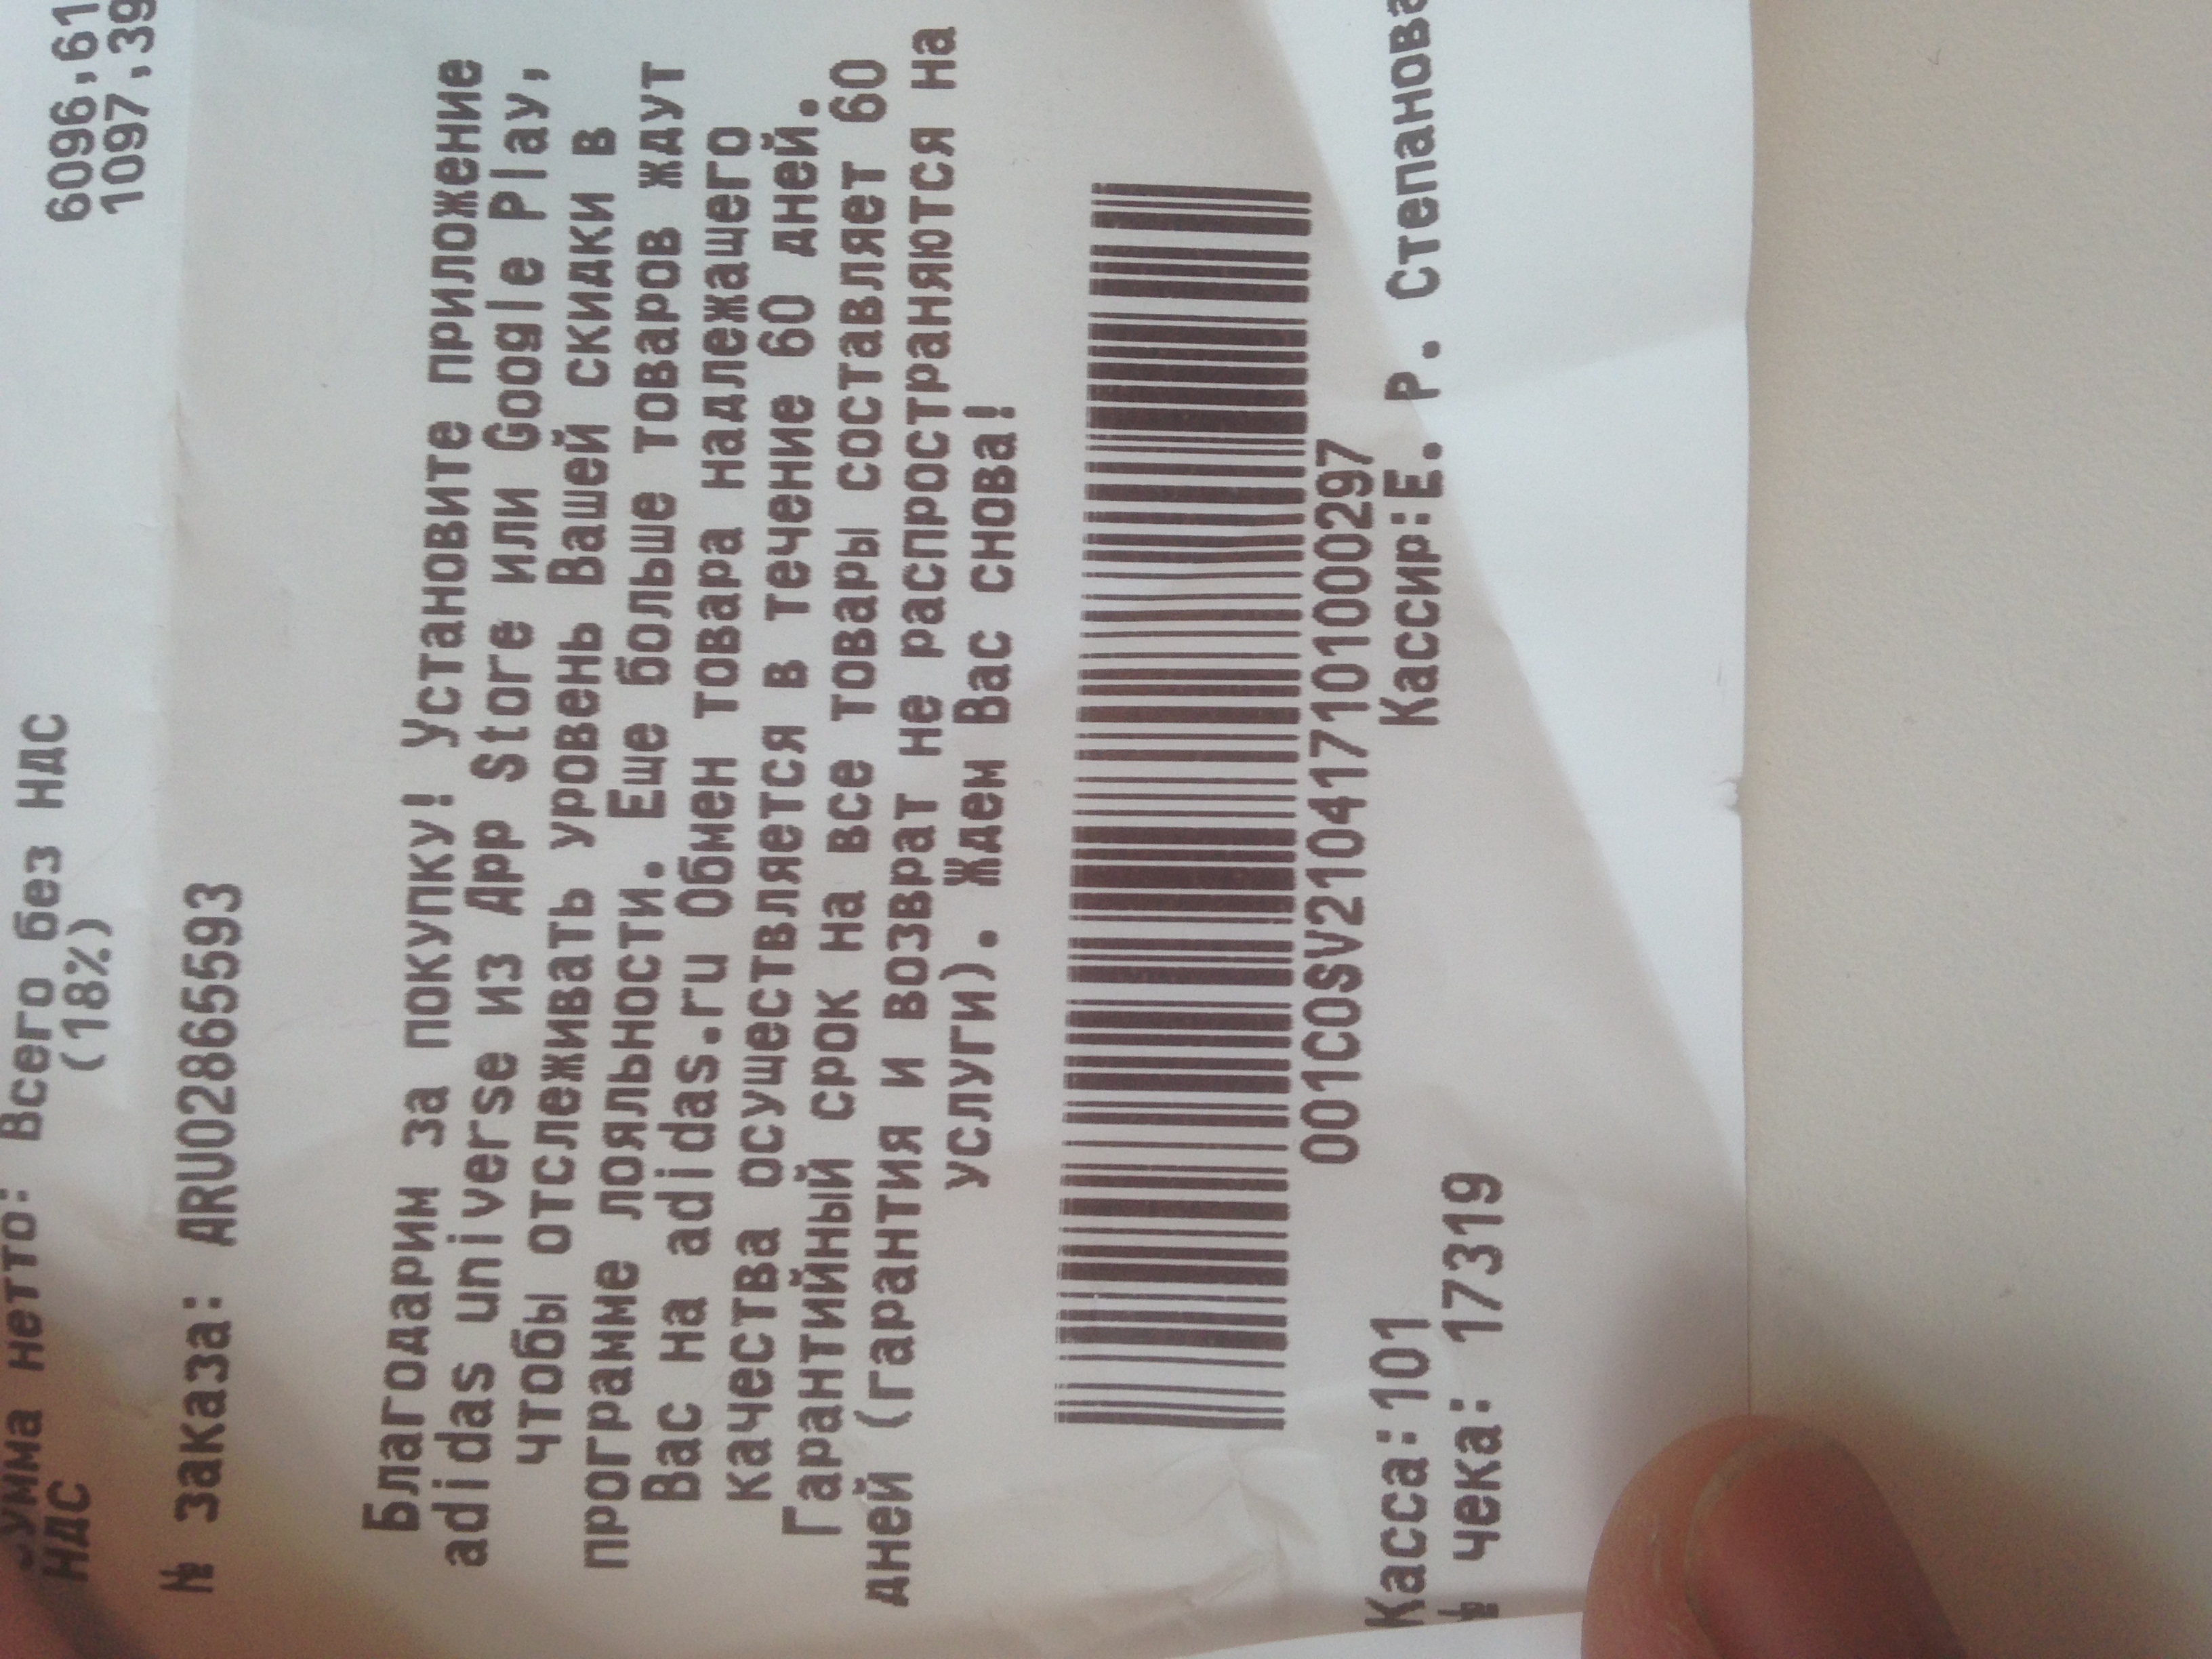 Сумма нетто: Всего без НДС 6096,61
НДС (18%) 1097,39
№ заказа: ARU02865593
Благодарим за покупку! Установите приложение
adidas universe из App Store или Google Play,
чтобы отслеживать уровень Вашей скидки в
программе лояльности. Еще больше товаров ждут
Вас на adidas.ru Обмен товара надлежащего
качества осуществляется в течение 60 дней.
Гарантийный срок на все товары составляет 60
дней (гарантия и возврат не распространяются на
услуги). Ждем Вас снова!
001COSV210417101000297
Касса:101 Кассир:Е. Р. Степанова
№ чека: 17319